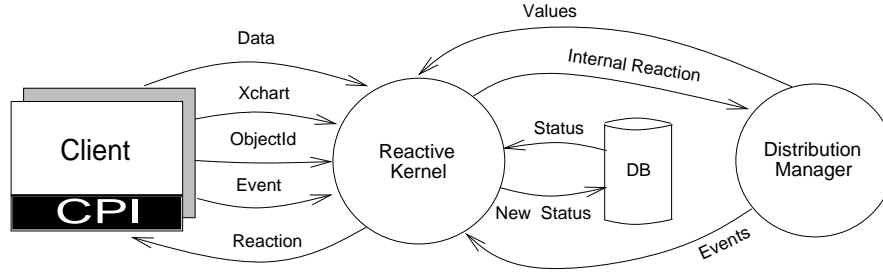 Values
Data
Internal Reaction
Xchart
Client
ObjectId
Reactive
Kernel
Status
DB
Distribution
Manager
Event
CPI
New Status
Reaction
Events